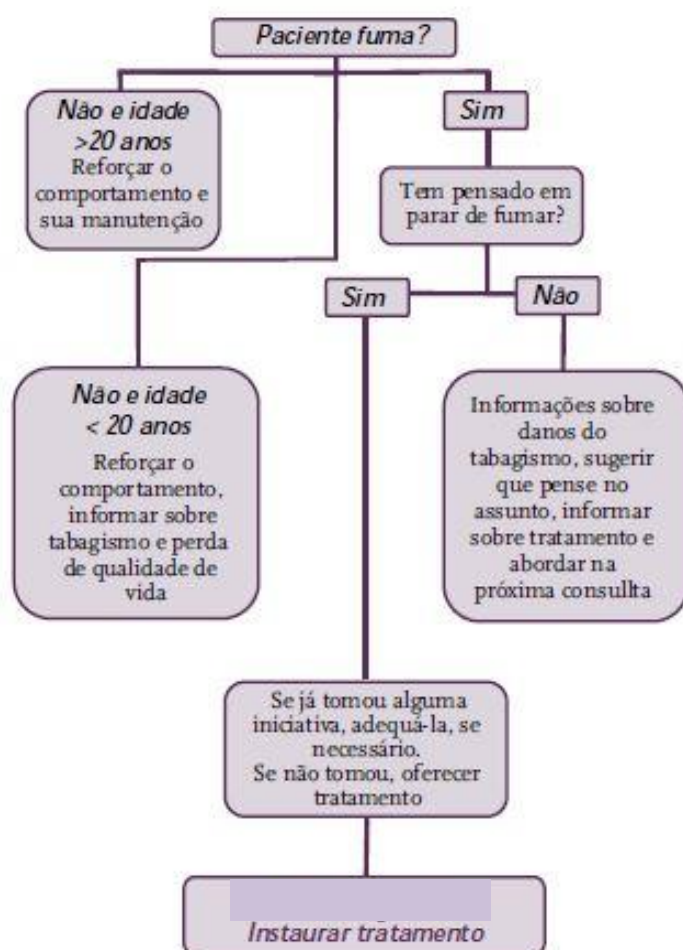 Paciente fuma?
Não e idade
>20 anos
Reforçar o
comportamento e
sua manutenção
Sim
Tem pensado em
parar de fumar?
Sim
Não
Não e idade
< 20 anos
Reforçar o
comportamento,
informar sobre
tabagismo e perda
de qualidade de
vida
Informações sobre
danos do
tabagismo, sugerir
que pense no
assunto, informar
sobre tratamento e
abordar na
próxima consullta
Se já tomou alguma
iniciativa, adequá-la, se
necessário.
Se não tomou, oferecer
tratamento
Instaurar tratamento